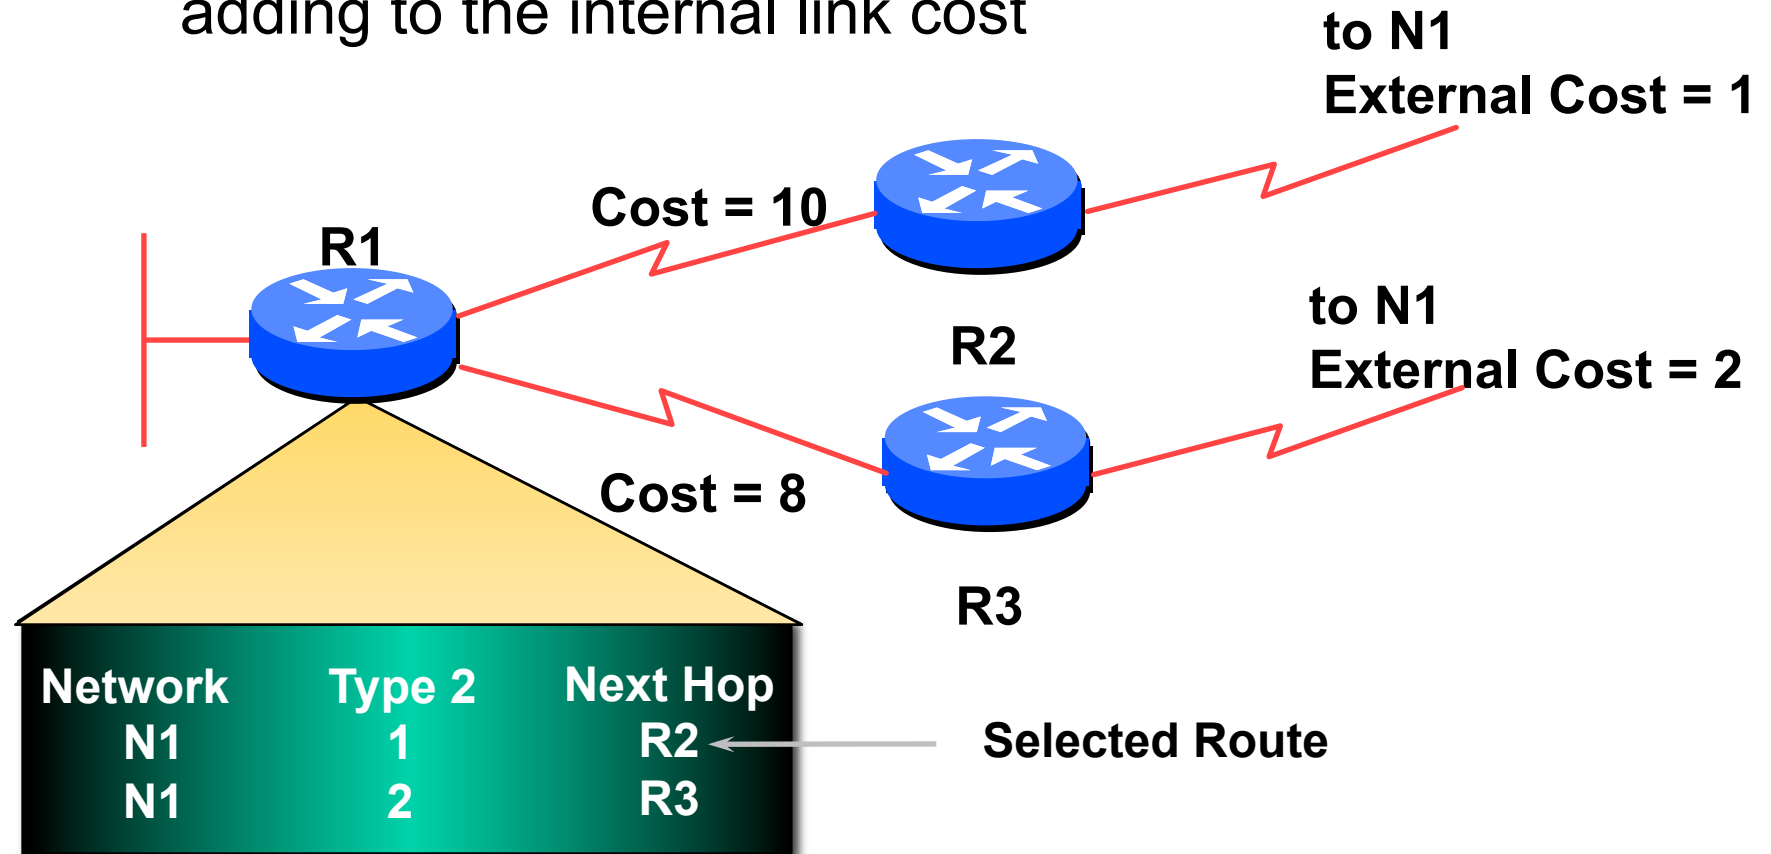 adding to the internal link cost
to N1
External Cost = 1
Cost = 10
R1
R2
to N1
External Cost = 2
Cost = 8
R3
Network Type 2 Next Hop
N1 1 R2
N1 2 R3
Selected Route